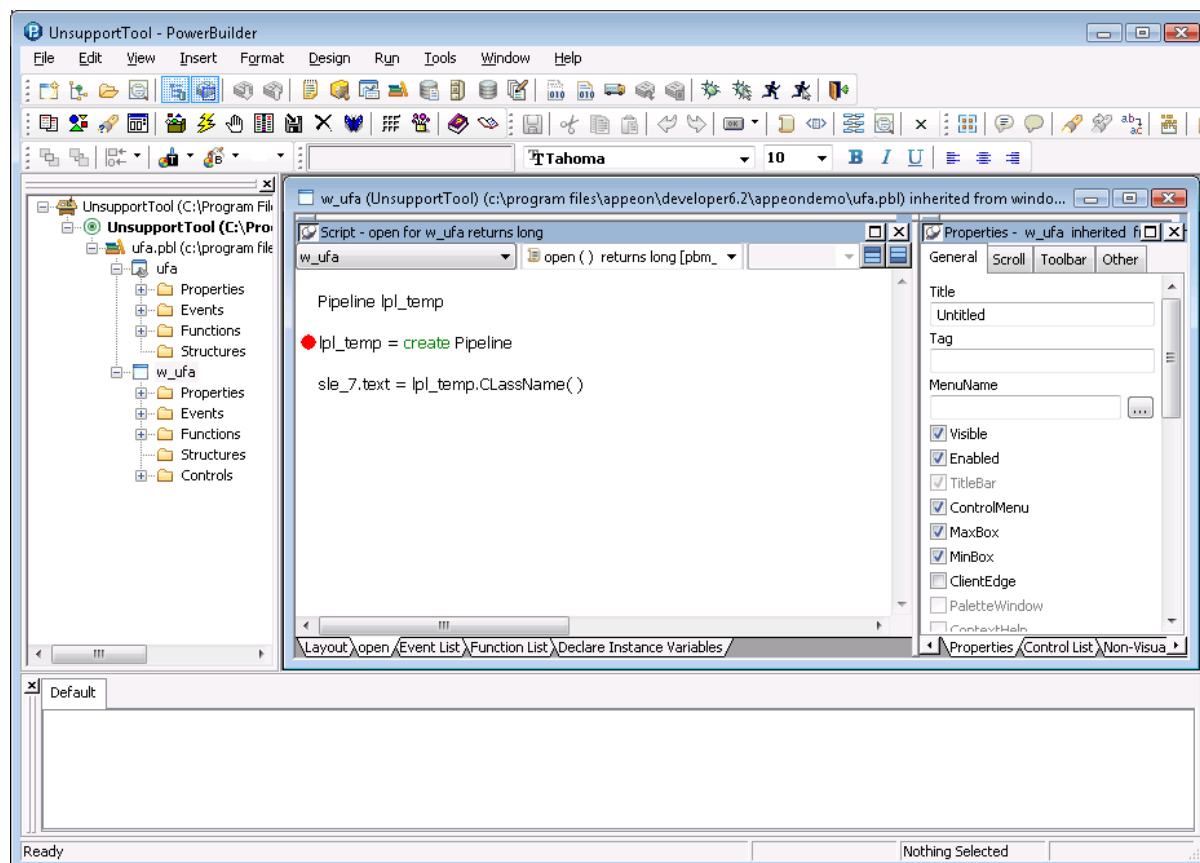 UnsupportTool - PowerBuilder
File Edit View Insert Format Design Run Tools Window Help
Tahoma 10 B I U
UnsupportTool (C:\Program Fil
UnsupportTool (C:\Pro
ufa.pbl (c:\program file
ufa
Properties
Events
Functions
Structures
w_ufa
Properties
Events
Functions
Structures
Controls
w_ufa (UnsupportTool) (c:\program files\appeon\developer6.2\appeondemo\ufa.pbl) inherited from windo...
Script - open for w_ufa returns long
w_ufa open ( ) returns long [pbm_
Pipeline lpl_temp
lpl_temp = create Pipeline
sle_7.text = lpl_temp.CLassName( )
Layout open Event List Function List Declare Instance Variables
Properties - w_ufa inherited f
General Scroll Toolbar Other
Title
Untitled
Tag
MenuName
...
Visible
Enabled
TitleBar
ControlMenu
MaxBox
MinBox
ClientEdge
PaletteWindow
ContextHelp
Properties Control List Non-Visua
Default
Ready Nothing Selected